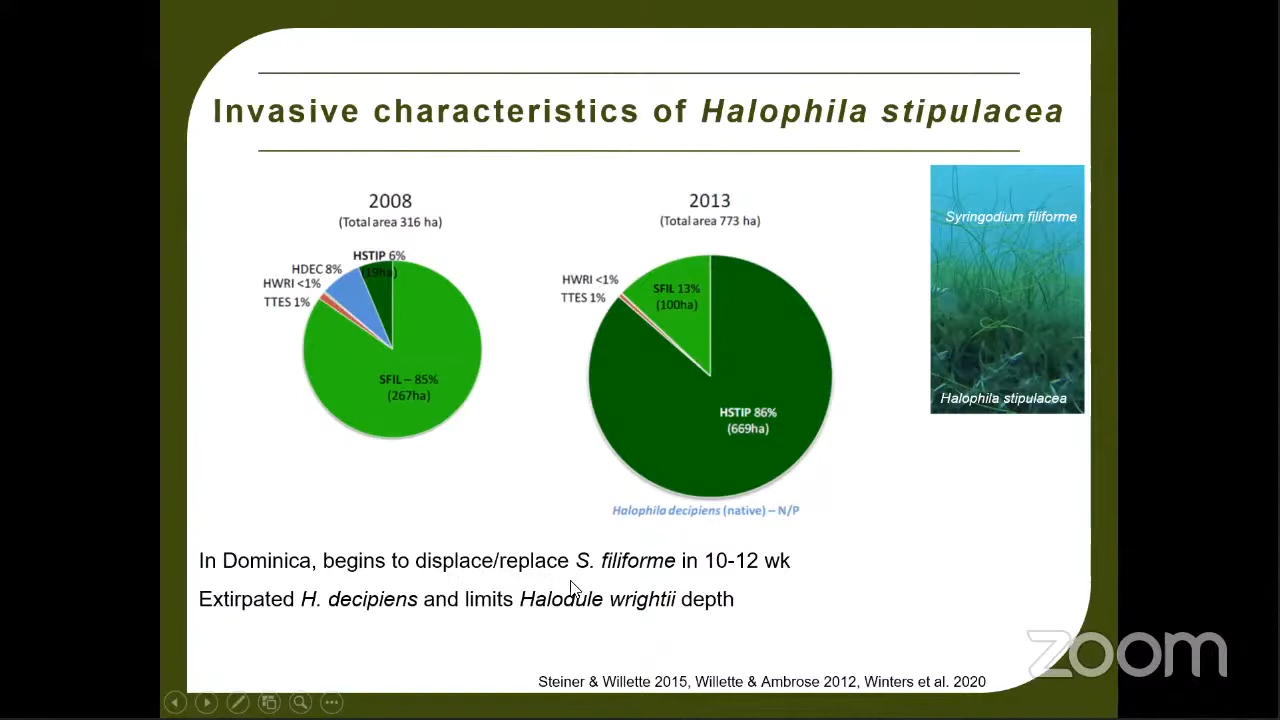 Invasive characteristics of Halophila stipulacea
2008
(Total area 316 ha)
HSTIP 6%
(19ha)
HDEC 8%
HWRI <1%
TTES 1%
SFIL – 85%
(267ha)
2013
(Total area 773 ha)
HWRI <1%
TTES 1%
SFIL 13%
(100ha)
HSTIP 86%
(669ha)
Halophila decipiens (native) – N/P
Syringodium filiforme
Halophila stipulacea
In Dominica, begins to displace/replace S. filiforme in 10-12 wk
Extirpated H. decipiens and limits Halodule wrightii depth
Steiner & Willette 2015, Willette & Ambrose 2012, Winters et al. 2020
zoom